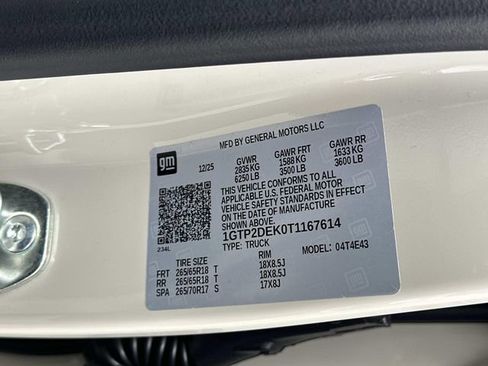 MFD BY GENERAL MOTORS LLC
gm
12/25 GVWR GAWR FRT GAWR RR
2835 KG 1588 KG 1633 KG
6250 LB 3500 LB 3600 LB
THIS VEHICLE CONFORMS TO ALL
APPLICABLE U.S. FEDERAL MOTOR
VEHICLE SAFETY STANDARDS IN EFFECT
ON THE DATE OF MANUFACTURE
SHOWN ABOVE.
1GTP2DEK0T1167614
234L TYPE: TRUCK MODEL: 04T4E43
TIRE SIZE RIM
FRT 265/65R18 T 18X8.5J
RR 265/65R18 T 18X8.5J
SPA 265/70R17 S 17X8J